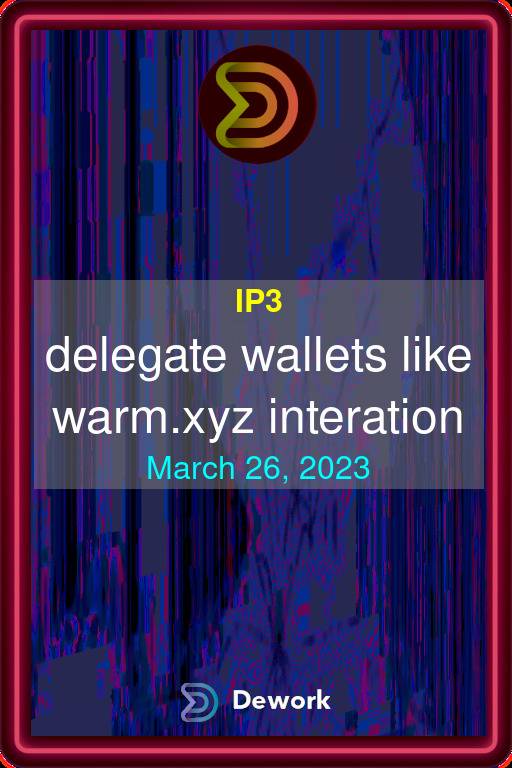 IP3
delegate wallets like
warm.xyz interation
March 26, 2023
Dework